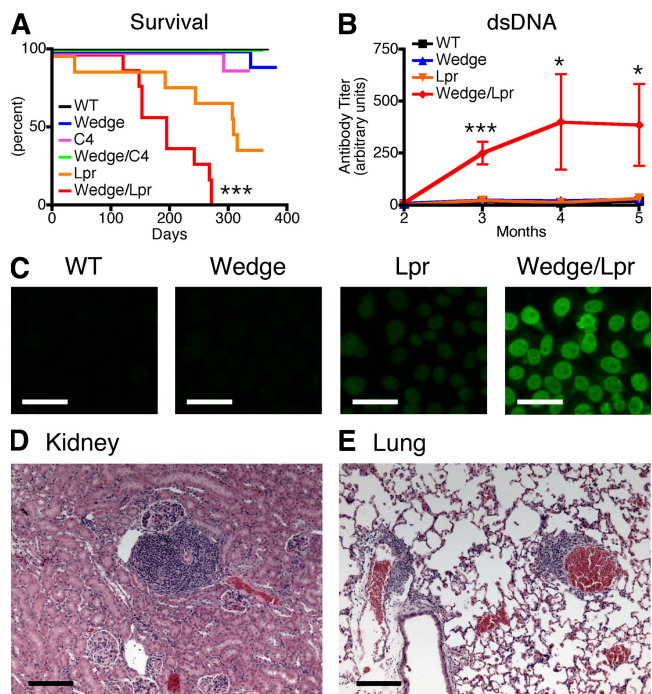 A Survival
100
50
0
(percent)
WT
Wedge
C4
Wedge/C4
Lpr
Wedge/Lpr
***
0 100 200 300 400
Days
B dsDNA
WT
Wedge
Lpr
Wedge/Lpr
750
500
250
0
Antibody Titer
(arbitrary units)
***
*
*
2 3 4 5
Months
C WT Wedge Lpr Wedge/Lpr
D Kidney
E Lung